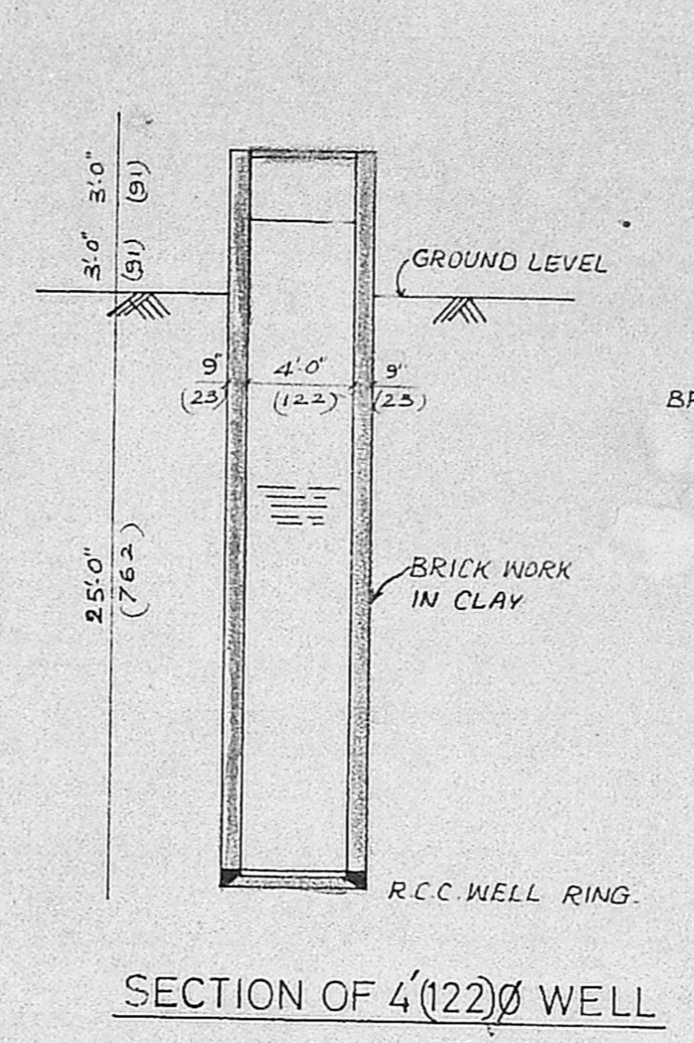 3'.0"
(91)
3'.0"
(91)
GROUND LEVEL
9"
(23)
4'.0"
(122)
9"
(23)
BR
25'.0"
(762)
BRICK WORK
IN CLAY
R.C.C. WELL RING.
SECTION OF 4'(122)Ø WELL